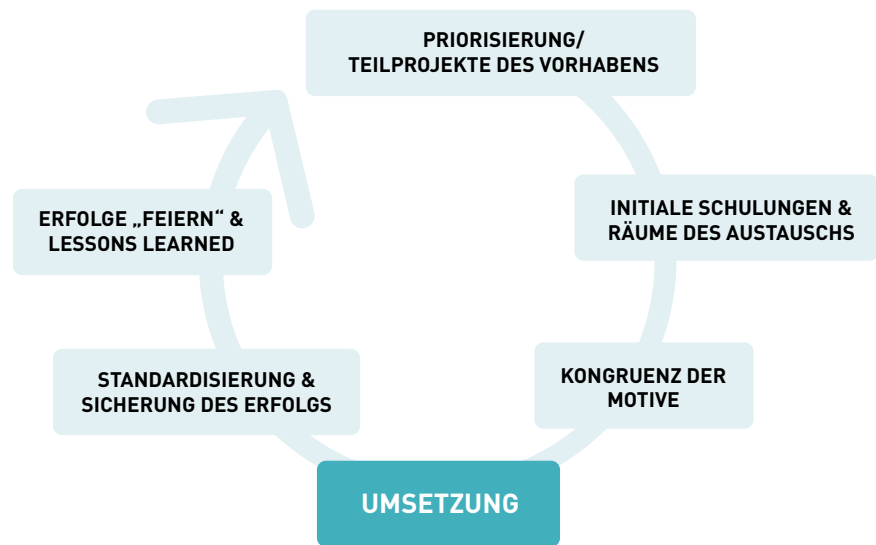 PRIORISIERUNG/
TEILPROJEKTE DES VORHABENS
INITIALE SCHULUNGEN &
RÄUME DES AUSTAUSCHS
KONGRUENZ DER
MOTIVE
UMSETZUNG
STANDARDISIERUNG &
SICHERUNG DES ERFOLGS
ERFOLGE „FEIERN“ &
LESSONS LEARNED